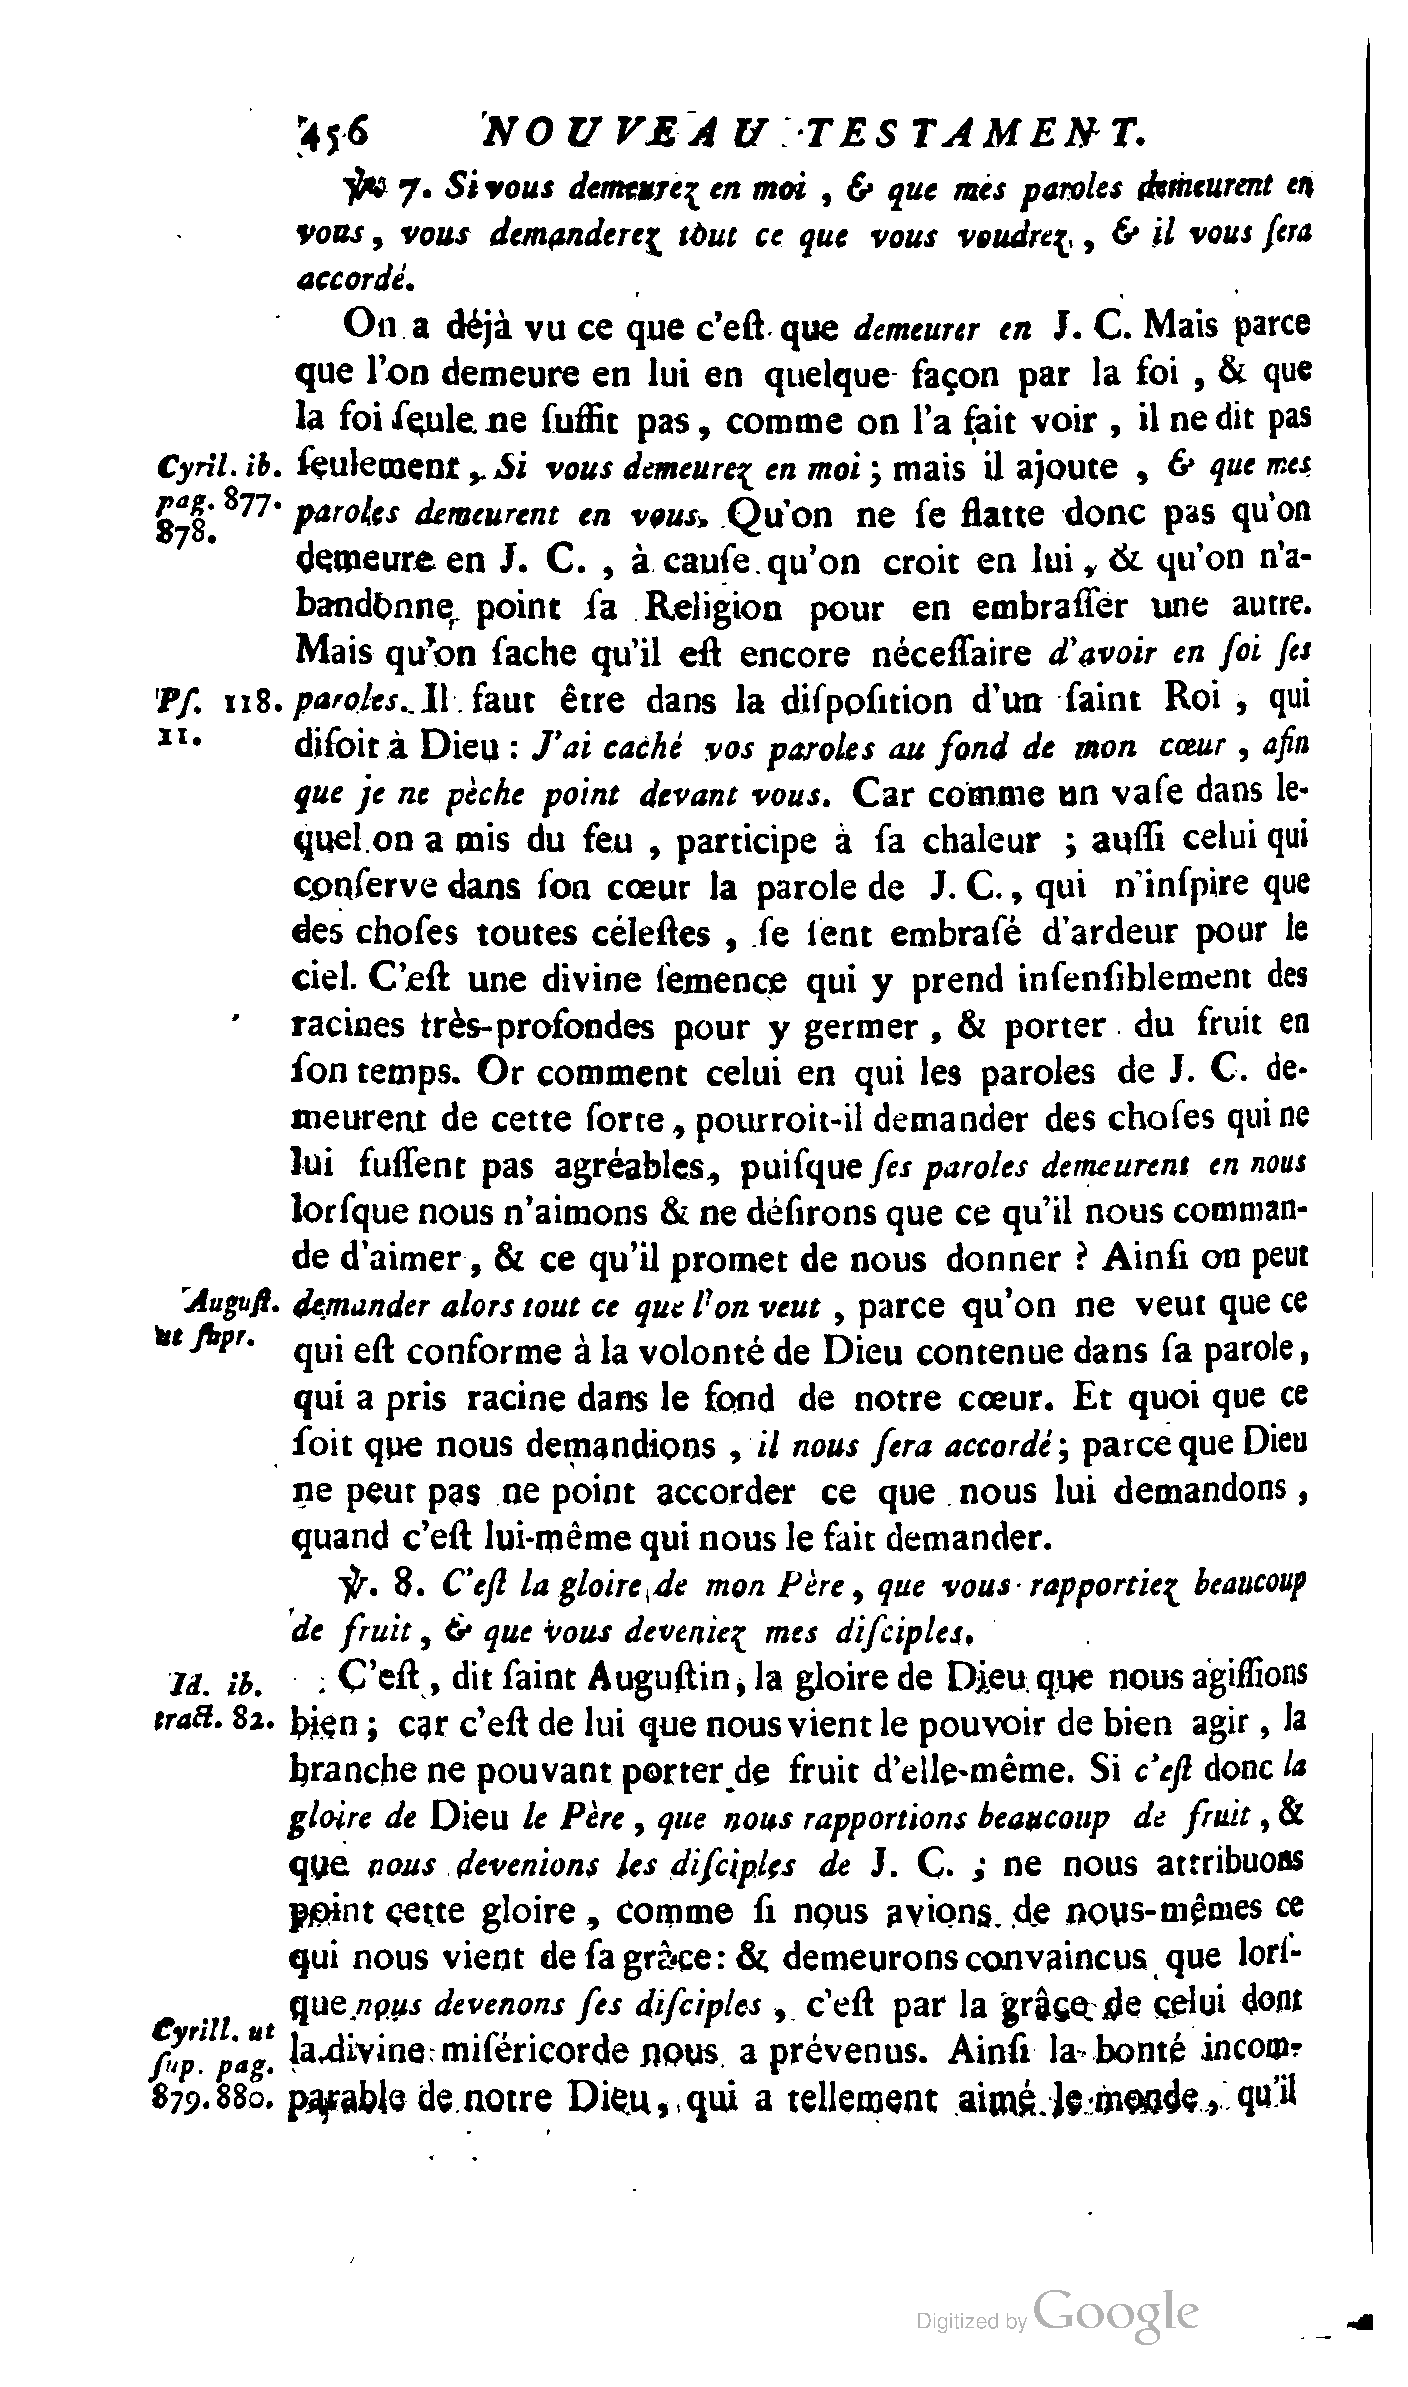 456 NOUVEAU TESTAMENT.
℣. 7. Si vous demeurez en moi, & que mes paroles demeurent en
vous, vous demanderez tout ce que vous voudrez, & il vous ſera
accordé.
On a déjà vu ce que c'eſt que demeurer en J. C. Mais parce
que l'on demeure en lui en quelque façon par la foi, & que
la foi ſeule ne ſuffit pas, comme on l'a fait voir, il ne dit pas
Cyril. ib. ſeulement, Si vous demeurez en moi; mais il ajoute, & que mes
pag. 877. paroles demeurent en vous. Qu'on ne ſe flatte donc pas qu'on
878.
demeure en J. C., à cauſe qu'on croit en lui, & qu'on n'a-
bandonne point ſa Religion pour en embraſſer une autre.
Mais qu'on ſache qu'il eſt encore néceſſaire d'avoir en ſoi ſes
Pſ. 118. paroles. Il faut être dans la diſpoſition d'un ſaint Roi, qui
11. diſoit à Dieu : J'ai caché vos paroles au fond de mon cœur, afin
que je ne pèche point devant vous. Car comme un vaſe dans le-
quel on a mis du feu, participe à ſa chaleur ; auſſi celui qui
conſerve dans ſon cœur la parole de J. C., qui n'inſpire que
des choſes toutes céleſtes, ſe ſent embraſé d'ardeur pour le
ciel. C'eſt une divine ſemence qui y prend inſenſiblement des
racines très-profondes pour y germer, & porter du fruit en
ſon temps. Or comment celui en qui les paroles de J. C. de-
meurent de cette ſorte, pourroit-il demander des choſes qui ne
lui fuſſent pas agréables, puiſque ſes paroles demeurent en nous
lorſque nous n'aimons & ne déſirons que ce qu'il nous comman-
de d'aimer, & ce qu'il promet de nous donner ? Ainſi on peut
Auguſt. demander alors tout ce que l'on veut, parce qu'on ne veut que ce
ut ſupr. qui eſt conforme à la volonté de Dieu contenue dans ſa parole,
qui a pris racine dans le fond de notre cœur. Et quoi que ce
ſoit que nous demandions, il nous ſera accordé; parce que Dieu
ne peut pas ne point accorder ce que nous lui demandons,
quand c'eſt lui-même qui nous le fait demander.
℣. 8. C'eſt la gloire de mon Père, que vous rapportiez beaucoup
de fruit, & que vous deveniez mes diſciples.
Id. ib. C'eſt, dit ſaint Auguſtin, la gloire de Dieu que nous agiſſions
tract. 82. bien; car c'eſt de lui que nous vient le pouvoir de bien agir, la
branche ne pouvant porter de fruit d'elle-même. Si c'eſt donc la
gloire de Dieu le Père, que nous rapportions beaucoup de fruit, &
que nous devenions les diſciples de J. C. ; ne nous attribuons
point cette gloire, comme ſi nous avions de nous-mêmes ce
qui nous vient de ſa grâce: & demeurons convaincus que lorſ-
que nous devenons ſes diſciples, c'eſt par la grâce de celui dont
Cyrill. ut la divine miſéricorde nous a prévenus. Ainſi la bonté incom-
ſup. pag.
879. 880. parable de notre Dieu, qui a tellement aimé le monde, qu'il
Digitized by Google